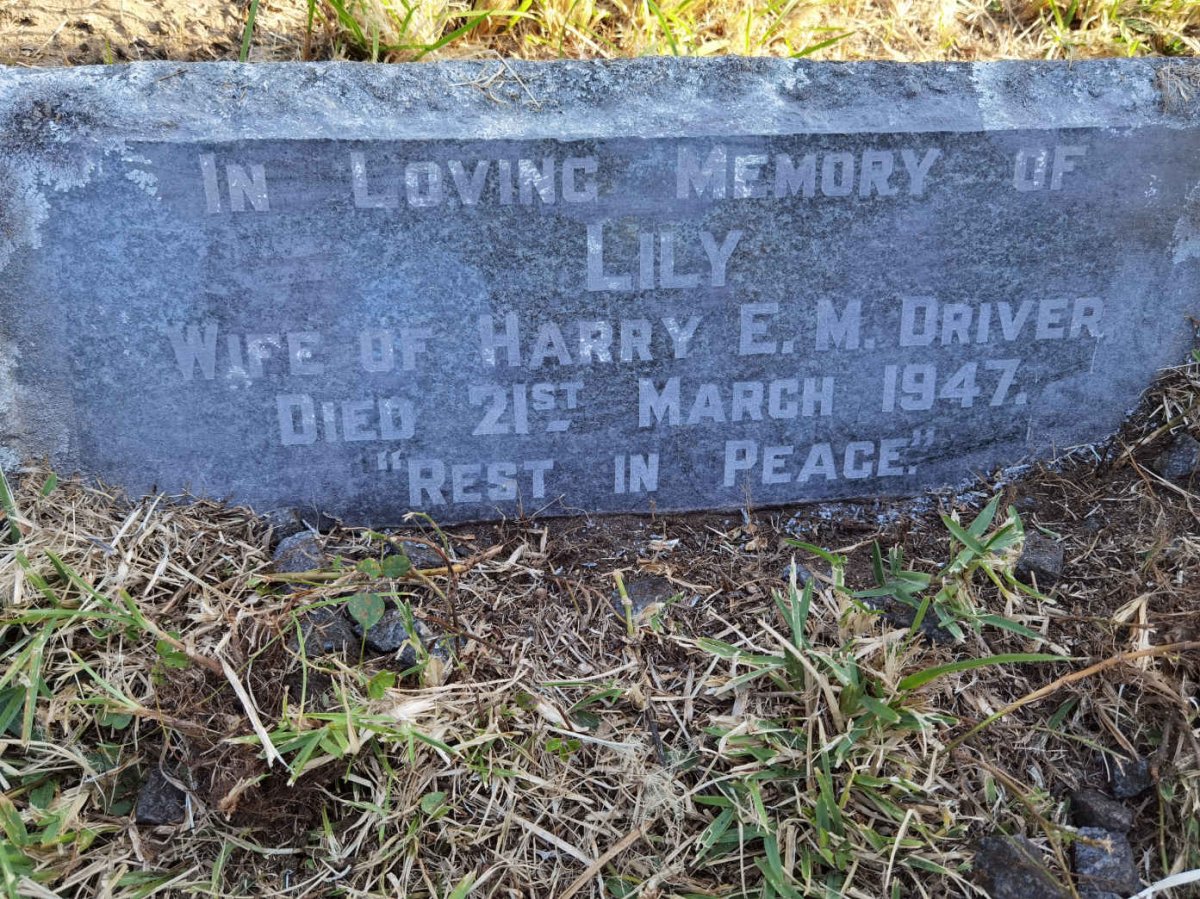 In Loving Memory of
Lily
Wife of Harry E. M. Driver
Died 21st March 1947.
"Rest in Peace."